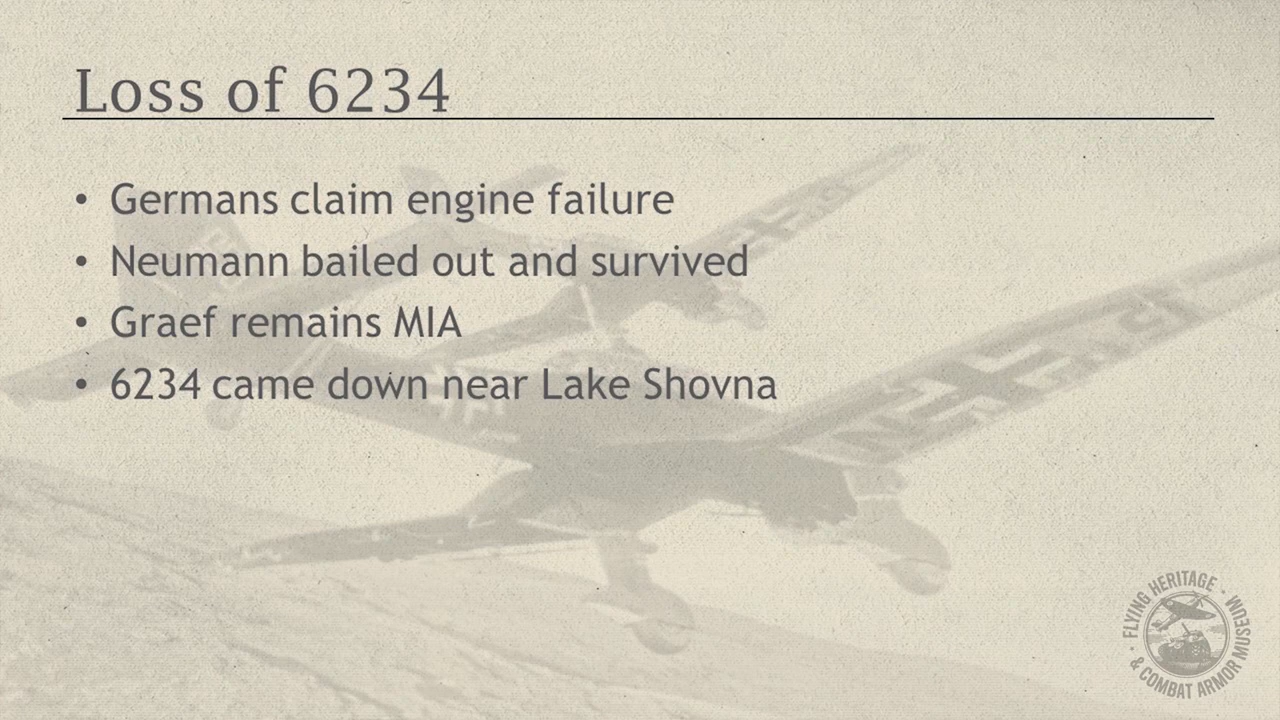 Loss of 6234
• Germans claim engine failure
• Neumann bailed out and survived
• Graef remains MIA
• 6234 came down near Lake Shovna
FLYING HERITAGE
& COMBAT ARMOR MUSEUM